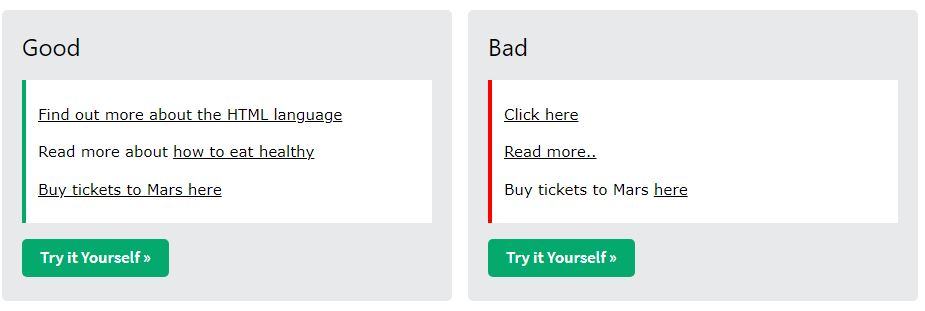 Good
Find out more about the HTML language
Read more about how to eat healthy
Buy tickets to Mars here
Try it Yourself »
Bad
Click here
Read more..
Buy tickets to Mars here
Try it Yourself »